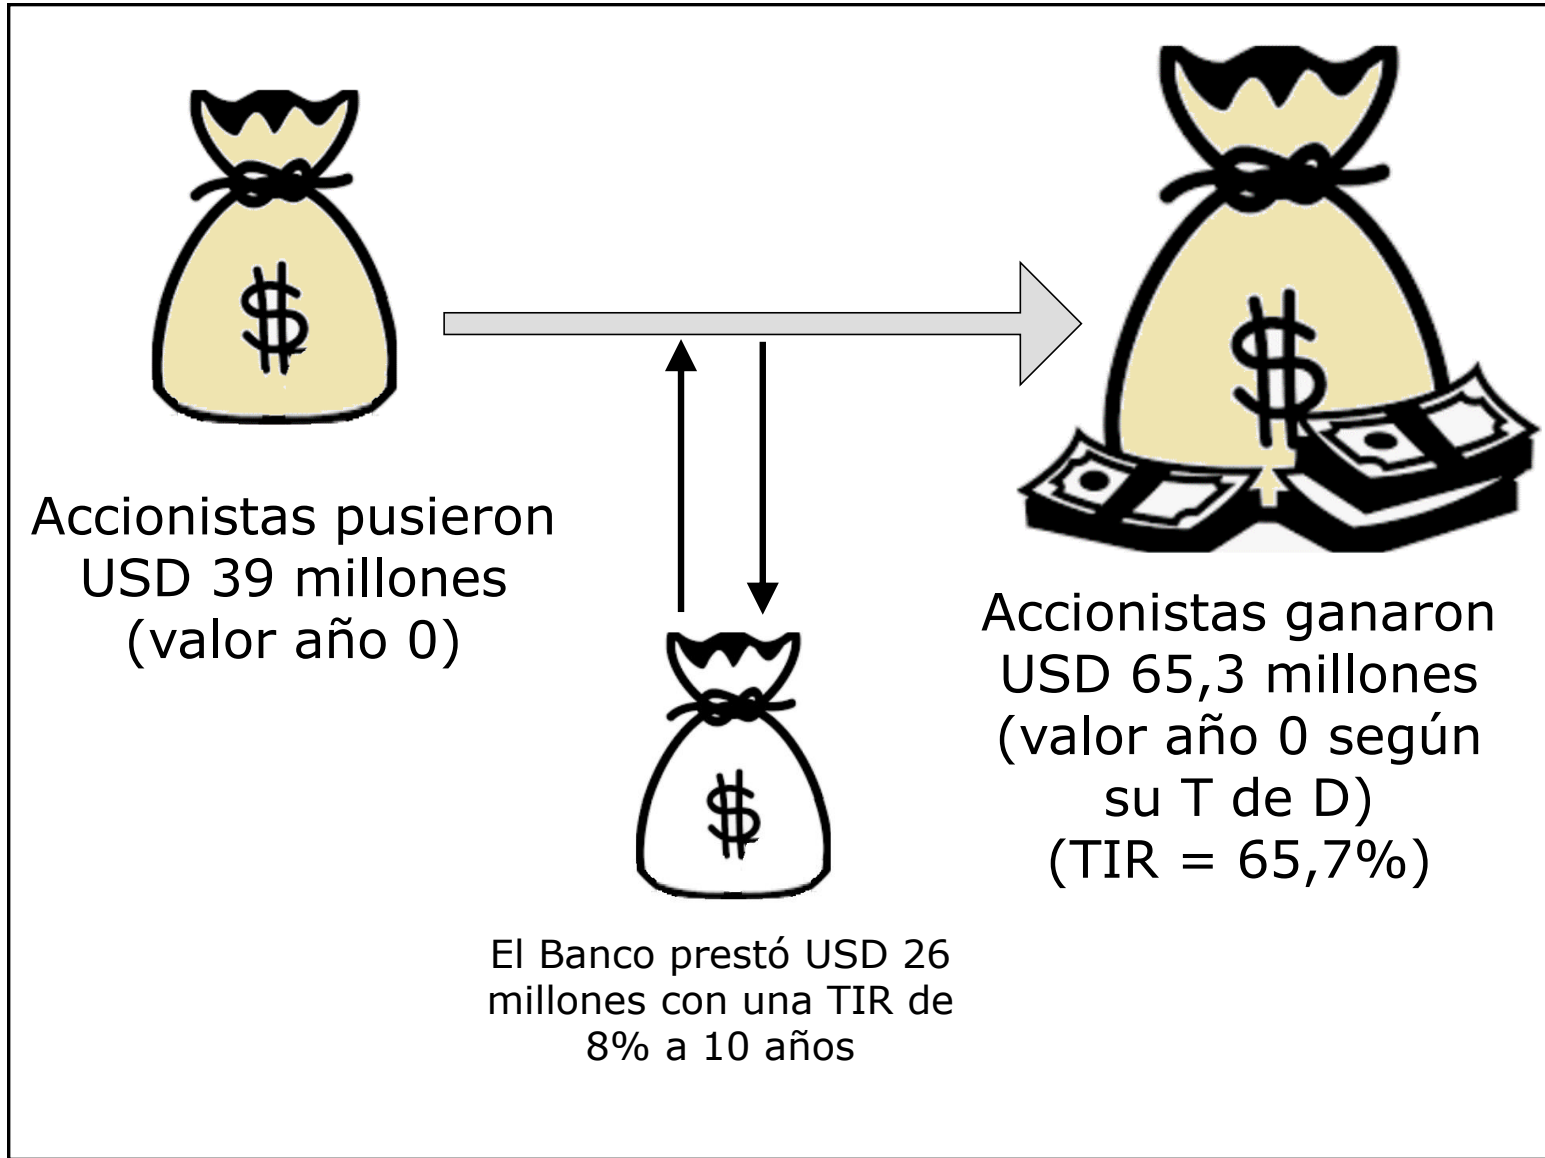 Accionistas pusieron
USD 39 millones
(valor año 0)
Accionistas ganaron
USD 65,3 millones
(valor año 0 según
su T de D)
(TIR = 65,7%)
El Banco prestó USD 26
millones con una TIR de
8% a 10 años